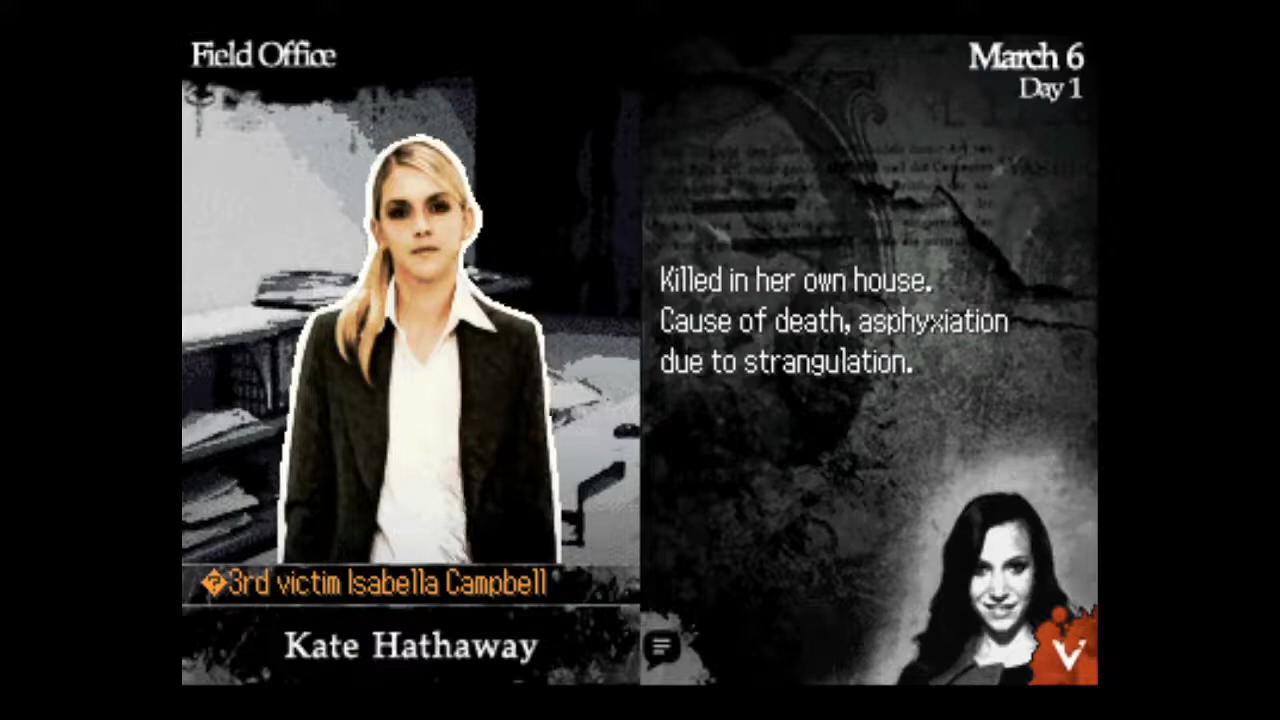 Field Office
March 6
Day 1
Killed in her own house.
Cause of death, asphyxiation
due to strangulation.
3rd victim Isabella Campbell
Kate Hathaway